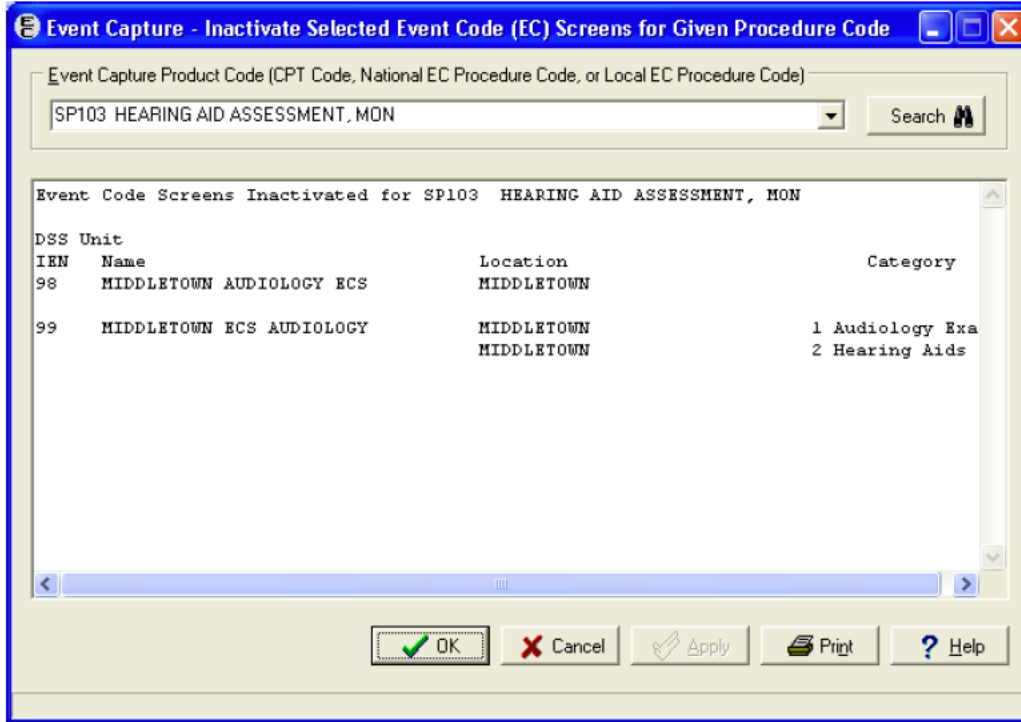 Event Capture - Inactivate Selected Event Code (EC) Screens for Given Procedure Code
Event Capture Product Code (CPT Code, National EC Procedure Code, or Local EC Procedure Code)
SP103 HEARING AID ASSESSMENT, MON
Search
Event Code Screens Inactivated for SP103 HEARING AID ASSESSMENT, MON
DSS Unit
IEN Name Location Category
98 MIDDLETOWN AUDIOLOGY ECS MIDDLETOWN
99 MIDDLETOWN ECS AUDIOLOGY MIDDLETOWN 1 Audiology Exa
MIDDLETOWN 2 Hearing Aids
OK Cancel Apply Print Help